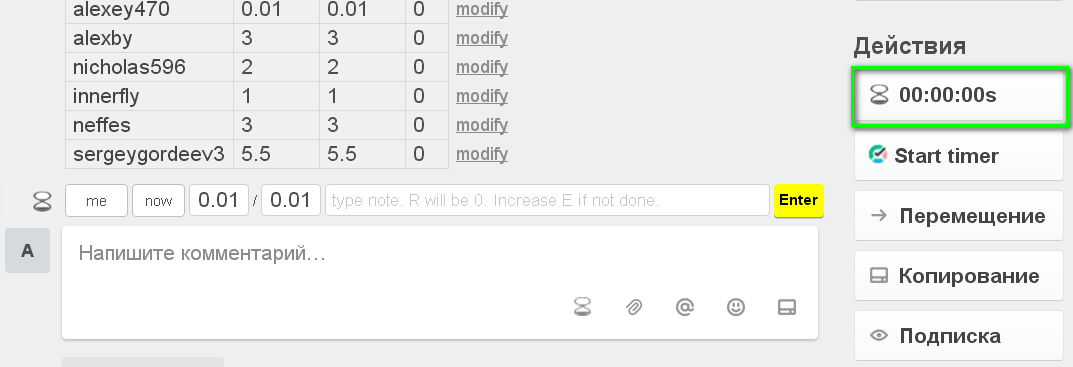 alexey470 0.01 0.01 0 modify
alexby 3 3 0 modify
nicholas596 2 2 0 modify
innerfly 1 1 0 modify
neffes 3 3 0 modify
sergeygordeev3 5.5 5.5 0 modify
me now 0.01 / 0.01 type note. R will be 0. Increase E if not done. Enter
A Напишите комментарий...
Действия
00:00:00s
Start timer
Перемещение
Копирование
Подписка